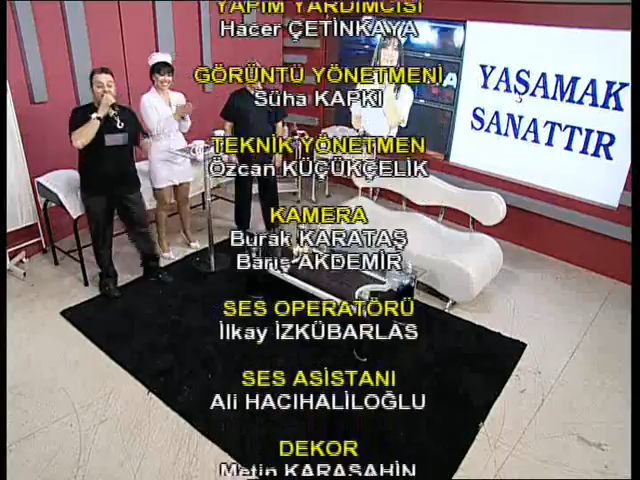 YAPIM YARDIMCISI
Hacer ÇETİNKAYA
GÖRÜNTÜ YÖNETMENİ
Süha KAPKI
TEKNİK YÖNETMEN
Özcan KÜÇÜKÇELİK
KAMERA
Burak KARATAŞ
Barış AKDEMİR
SES OPERATÖRÜ
İlkay İZKÜBARLAS
SES ASİSTANI
Ali HACIHALİLOĞLU
DEKOR
Metin KARAŞAHİN
YAŞAMAK
SANATTIR